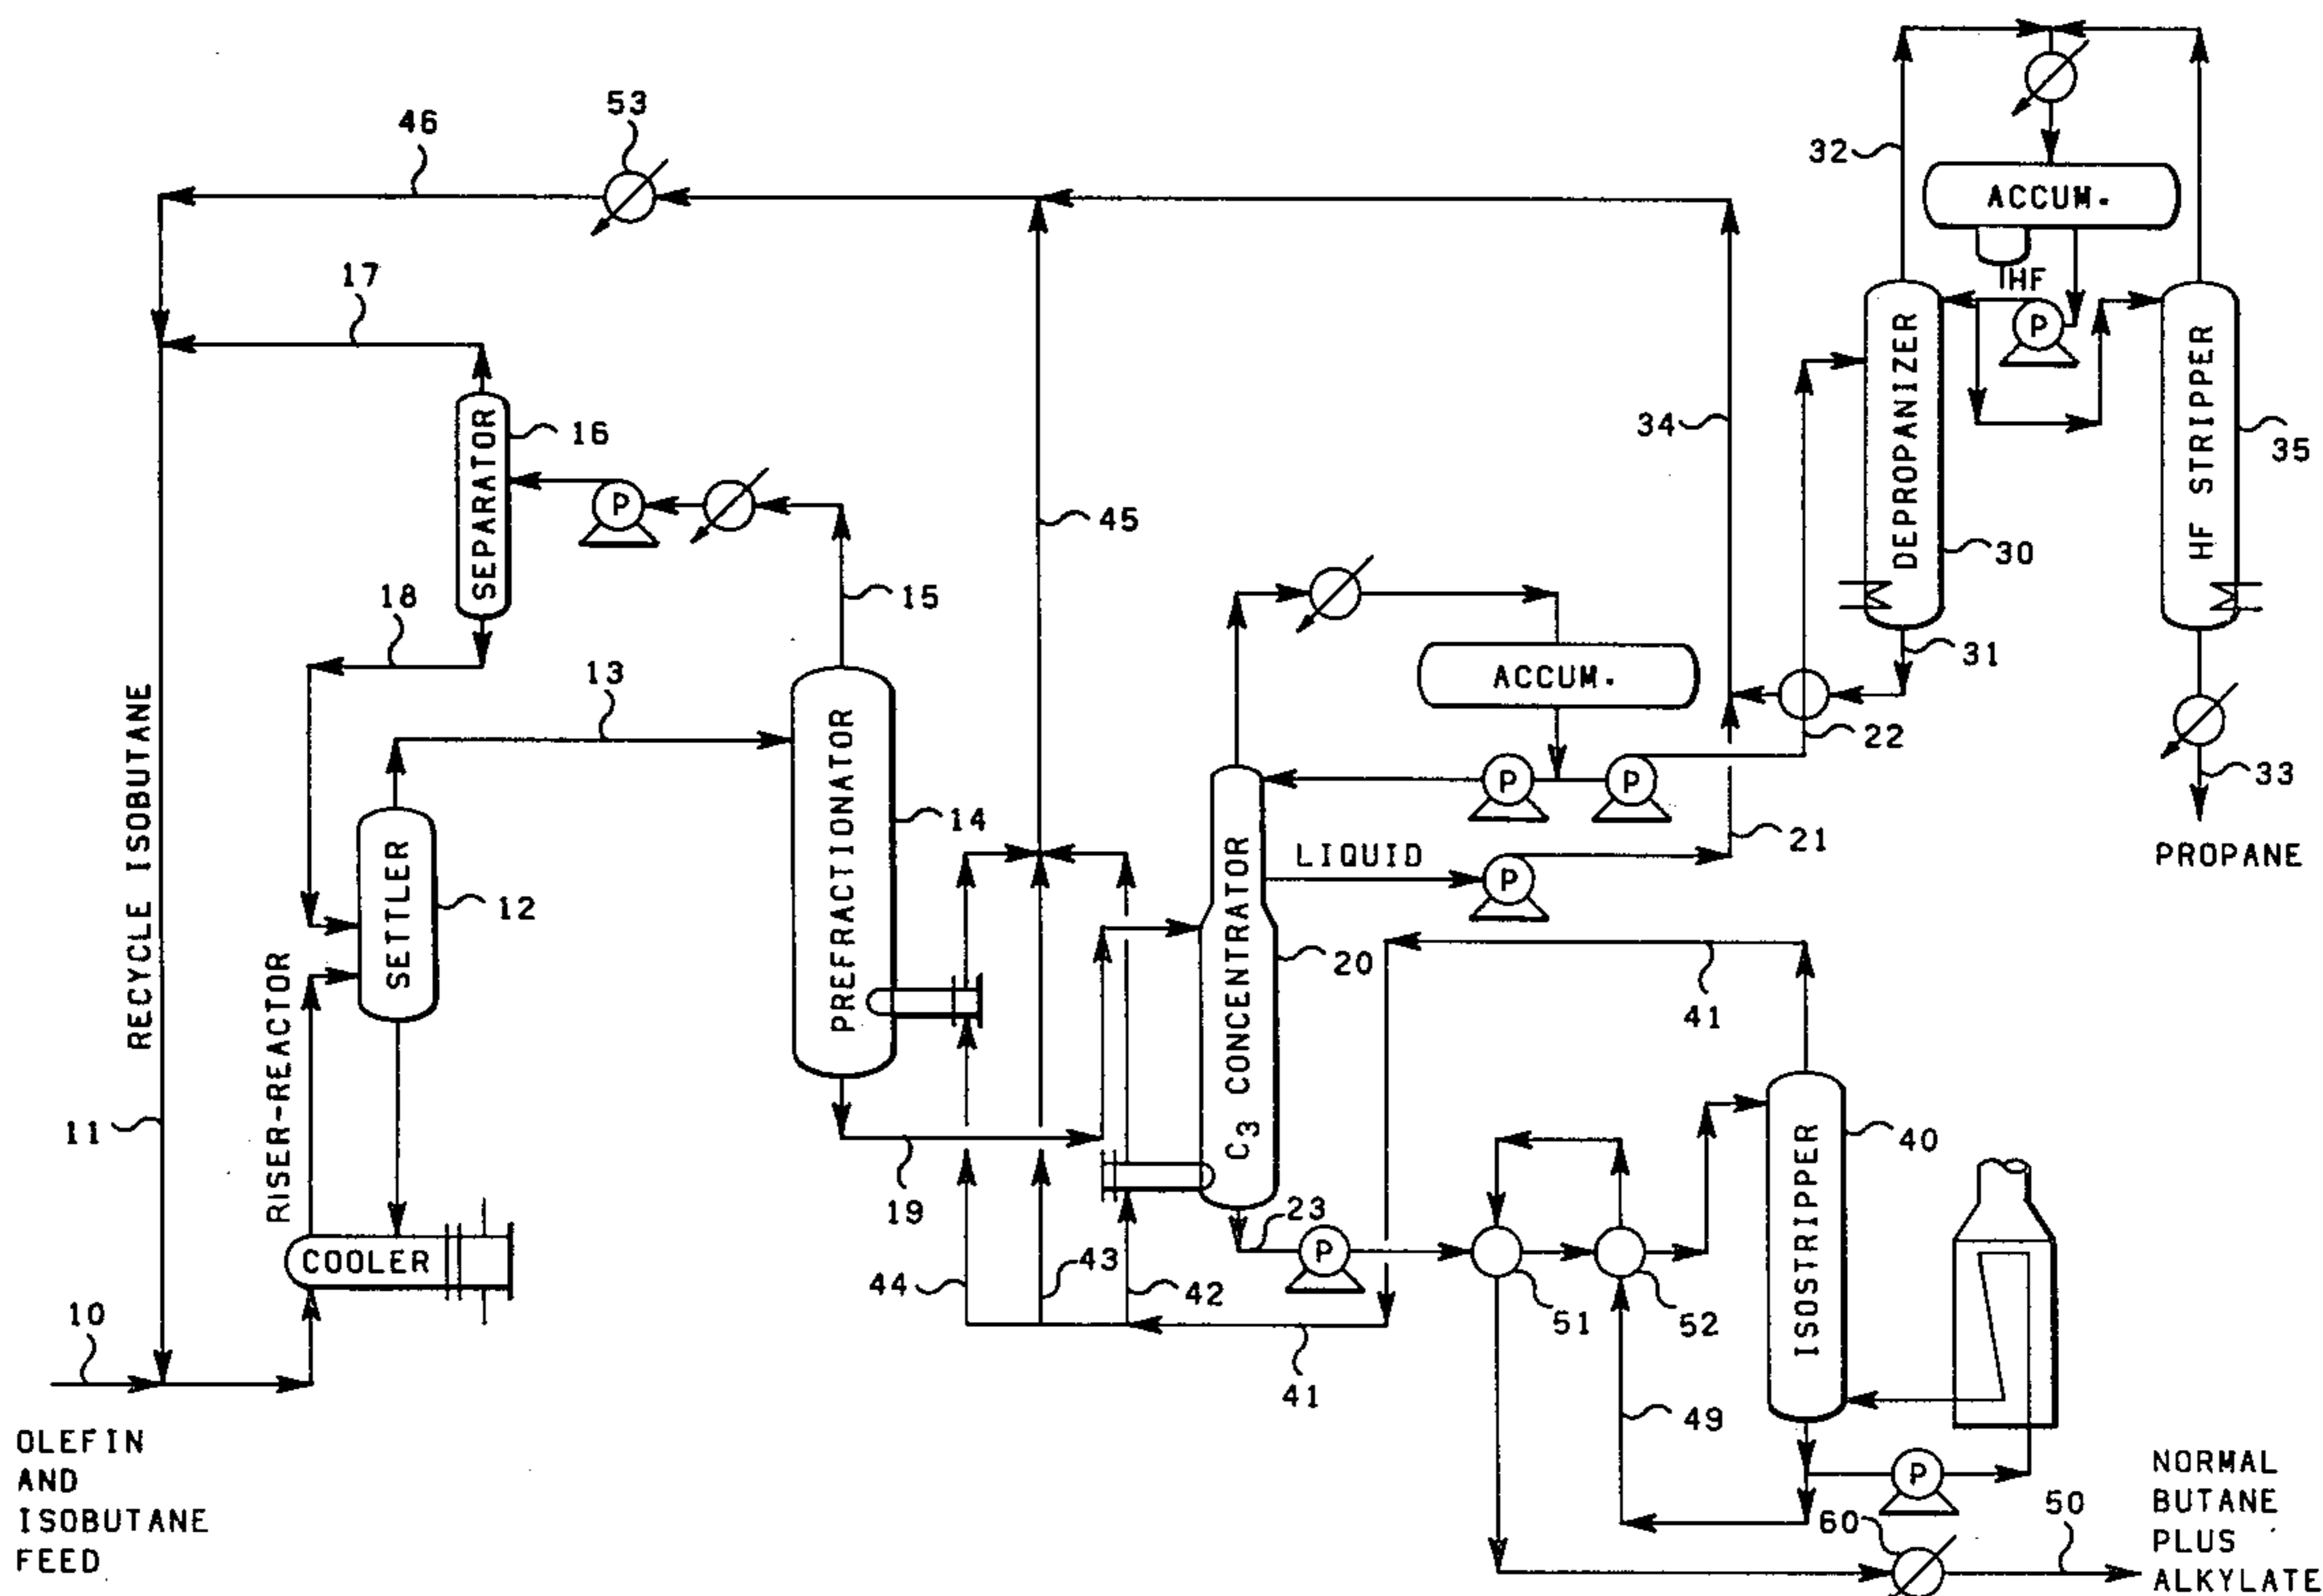 53
46
32
ACCUM.
17
HF
SEPARATOR
16
DEPROPANIZER
HF STRIPPER
34
35
45
18
15
30
13
31
ACCUM.
22
RECYCLE ISOBUTANE
PREFRACTIONATOR
14
P
P
P
P
33
21
PROPANE
SETTLER
12
LIQUID
P
C3 CONCENTRATOR
20
41
RISER-REACTOR
11
19
23
ISOSTRIPPER
40
COOLER
P
44
43
42
51
52
10
41
49
OLEFIN
AND
ISOBUTANE
FEED
P
60
50
NORMAL
BUTANE
PLUS
ALKYLATE